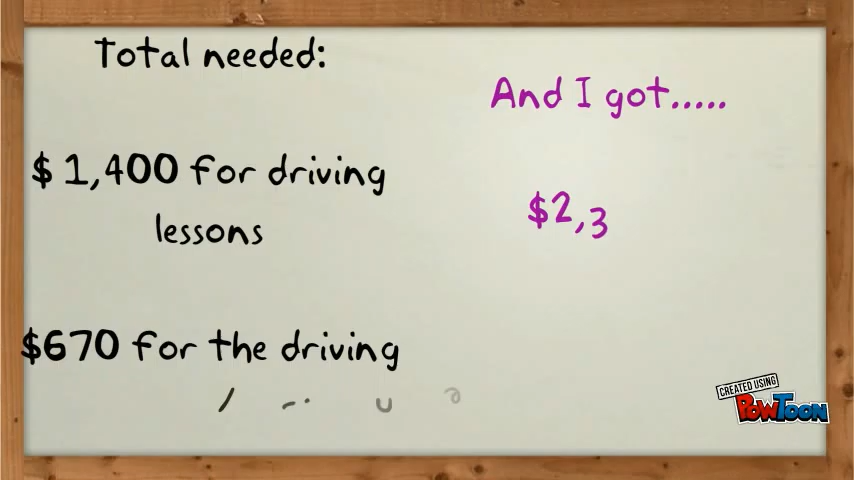 Total needed:
$ 1,400 for driving
lessons
$670 for the driving
And I got.....
$2,3
CREATED USING
POWTOON